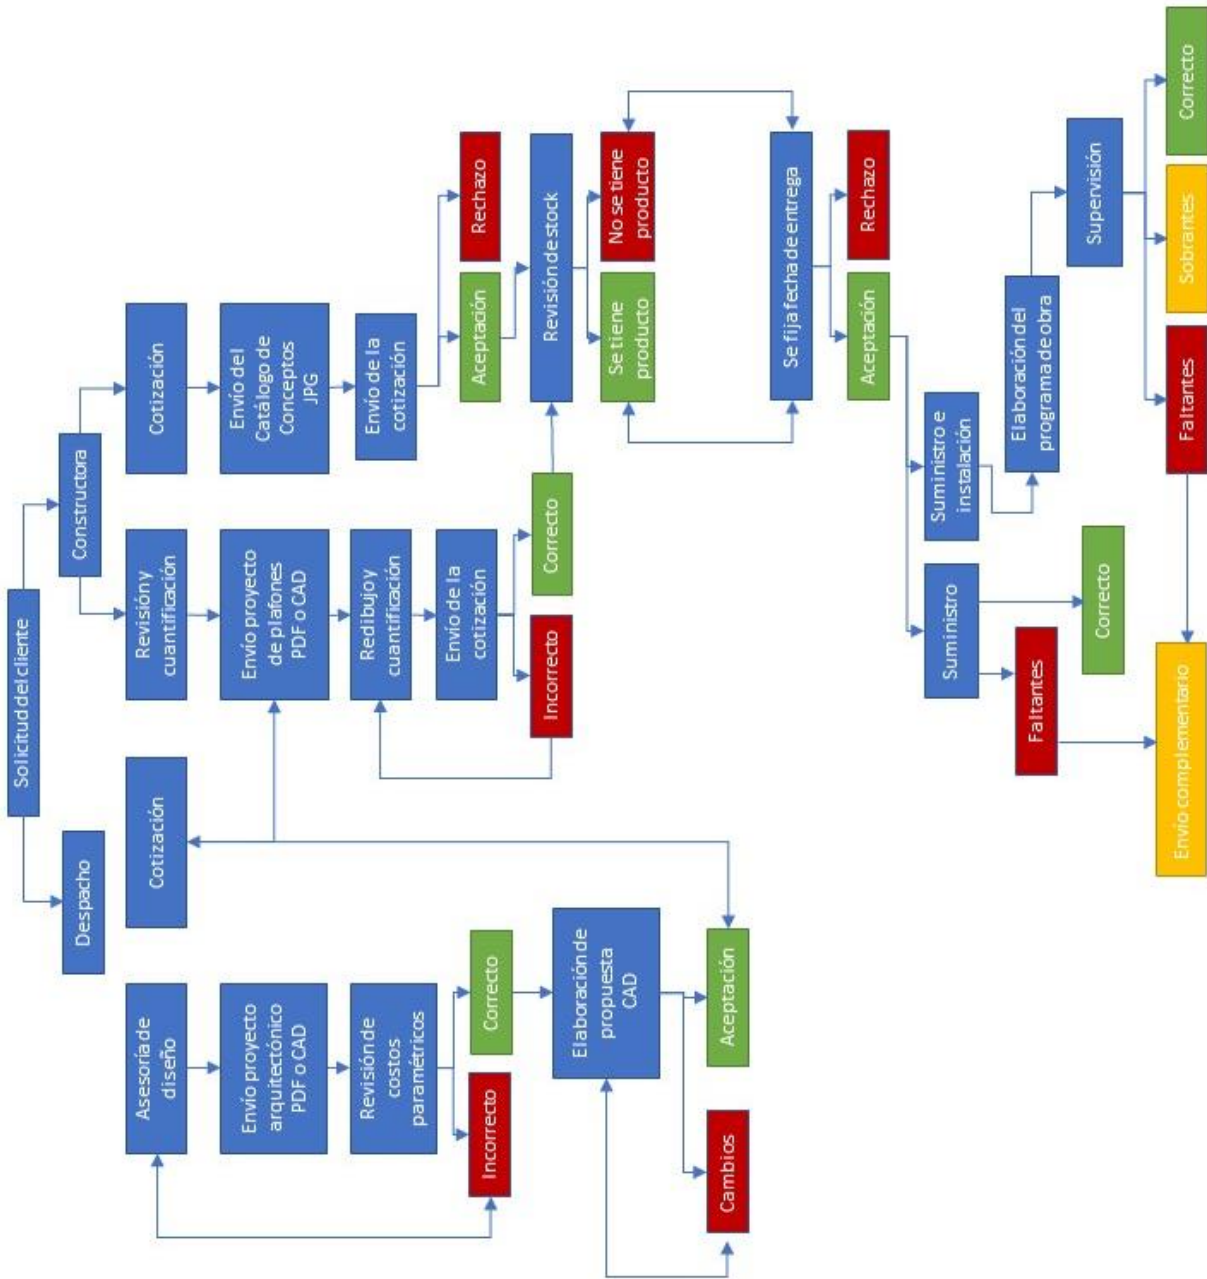 Solicitud del cliente
Despacho
Constructora
Asesoría de
diseño
Cotización
Revisión y
cuantificación
Cotización
Envío proyecto
arquitectónico
PDF o CAD
Envío proyecto
de plafones
PDF o CAD
Envío del
Catálogo de
Conceptos
JPG
Revisión de
costos
paramétricos
Redibujo y
cuantificación
Envío de la
cotización
Envío de la
cotización
Incorrecto
Correcto
Aceptación
Rechazo
Incorrecto
Correcto
Revisión de stock
Elaboración de
propuesta
CAD
Se tiene
producto
No se tiene
producto
Cambios
Aceptación
Se fija fecha de entrega
Aceptación
Rechazo
Suministro
Suministro e
instalación
Faltantes
Correcto
Elaboración del
programa de obra
Supervisión
Envío complementario
Faltantes
Sobrantes
Correcto